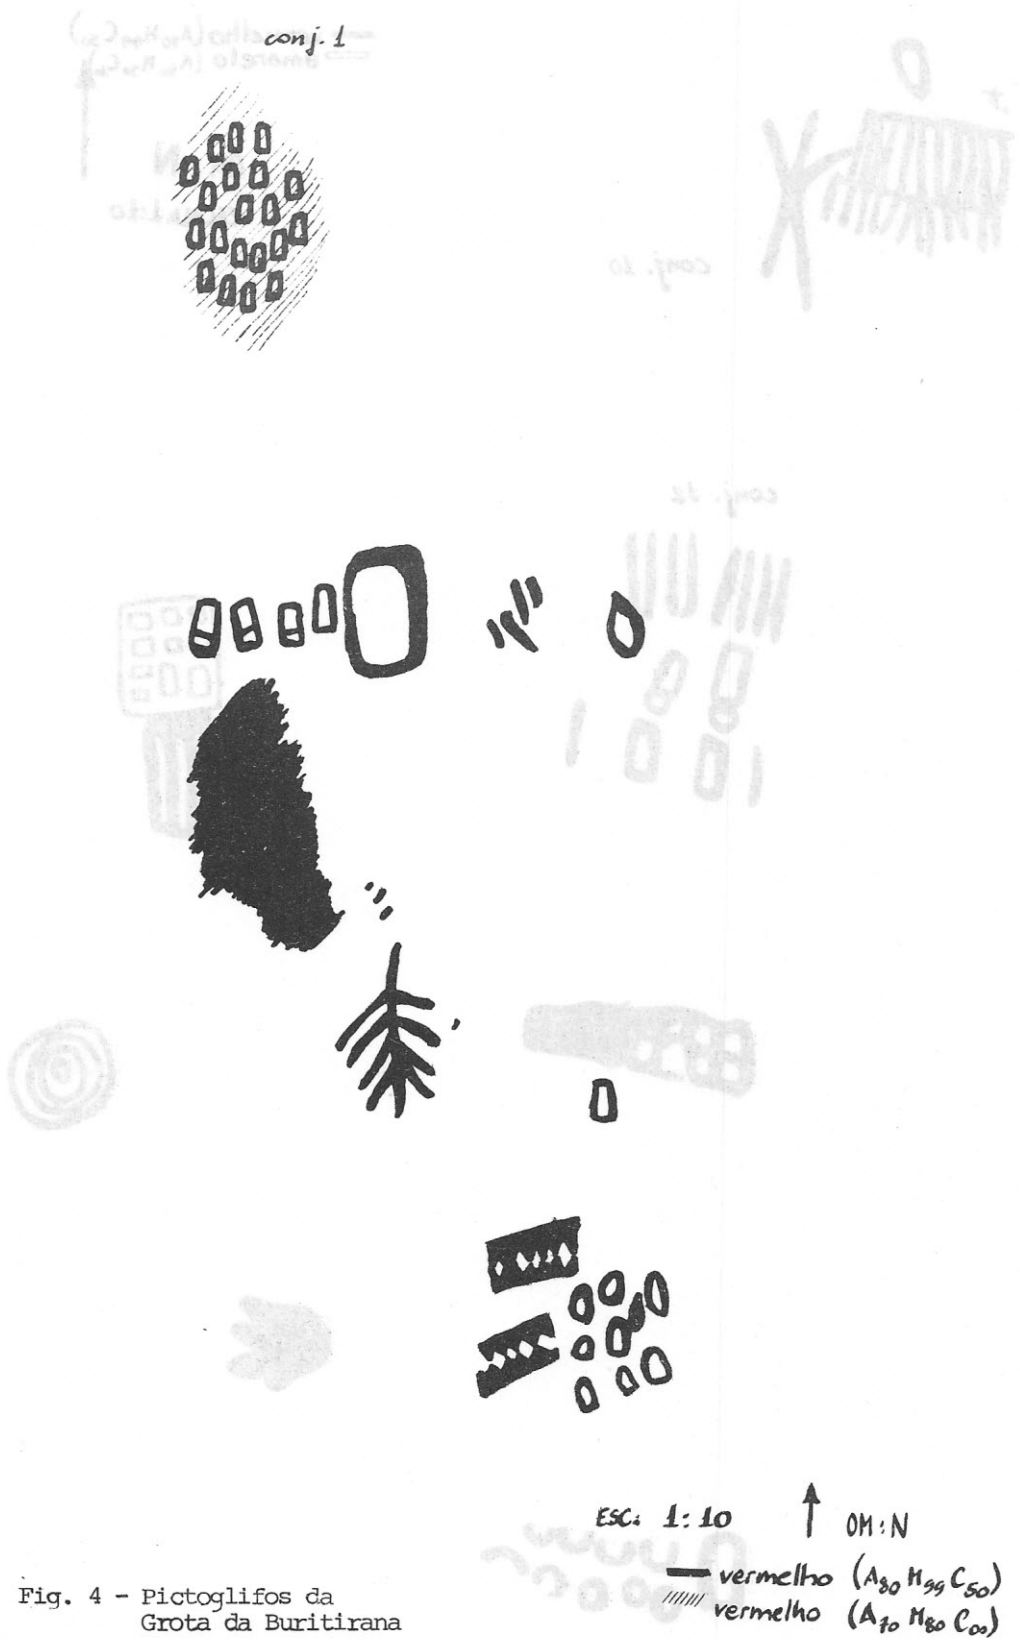 conj. 1
ESC: 1:10
OM:N
vermelho (A80 M99 C50)
vermelho (A70 M80 C00)
Fig. 4 - Pictoglifos da
Grota da Buritirana